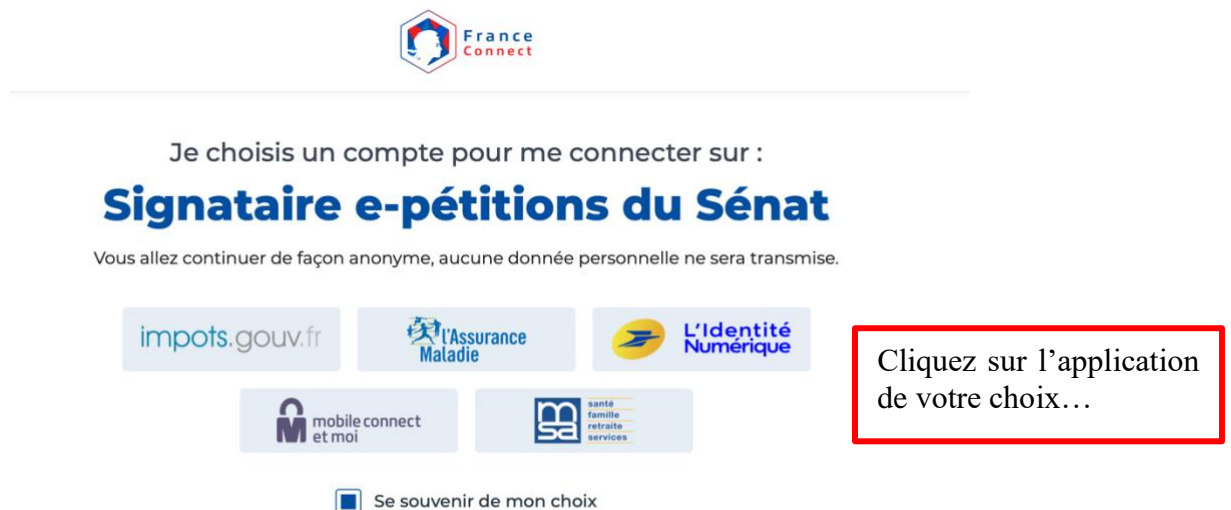 France
Connect
Je choisis un compte pour me connecter sur :
Signataire e-pétitions du Sénat
Vous allez continuer de façon anonyme, aucune donnée personnelle ne sera transmise.
impots.gouv.fr
l'Assurance
Maladie
L'Identité
Numérique
mobile connect
et moi
msa
santé
famille
retraite
services
Cliquez sur l’application
de votre choix…
Se souvenir de mon choix